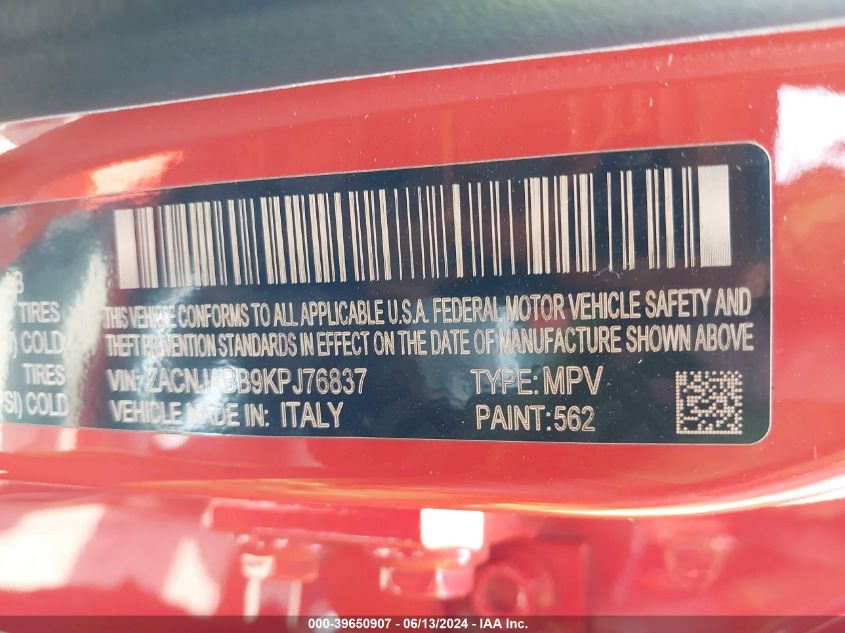 B
TIRES
I) COLD
TIRES
PSI) COLD
THIS VEHICLE CONFORMS TO ALL APPLICABLE U.S.A. FEDERAL MOTOR VEHICLE SAFETY AND
THEFT PREVENTION STANDARDS IN EFFECT ON THE DATE OF MANUFACTURE SHOWN ABOVE
VIN: ZACNJABB9KPJ76837 TYPE: MPV
VEHICLE MADE IN: ITALY PAINT:562
000-39650907 - 06/13/2024 - IAA Inc.